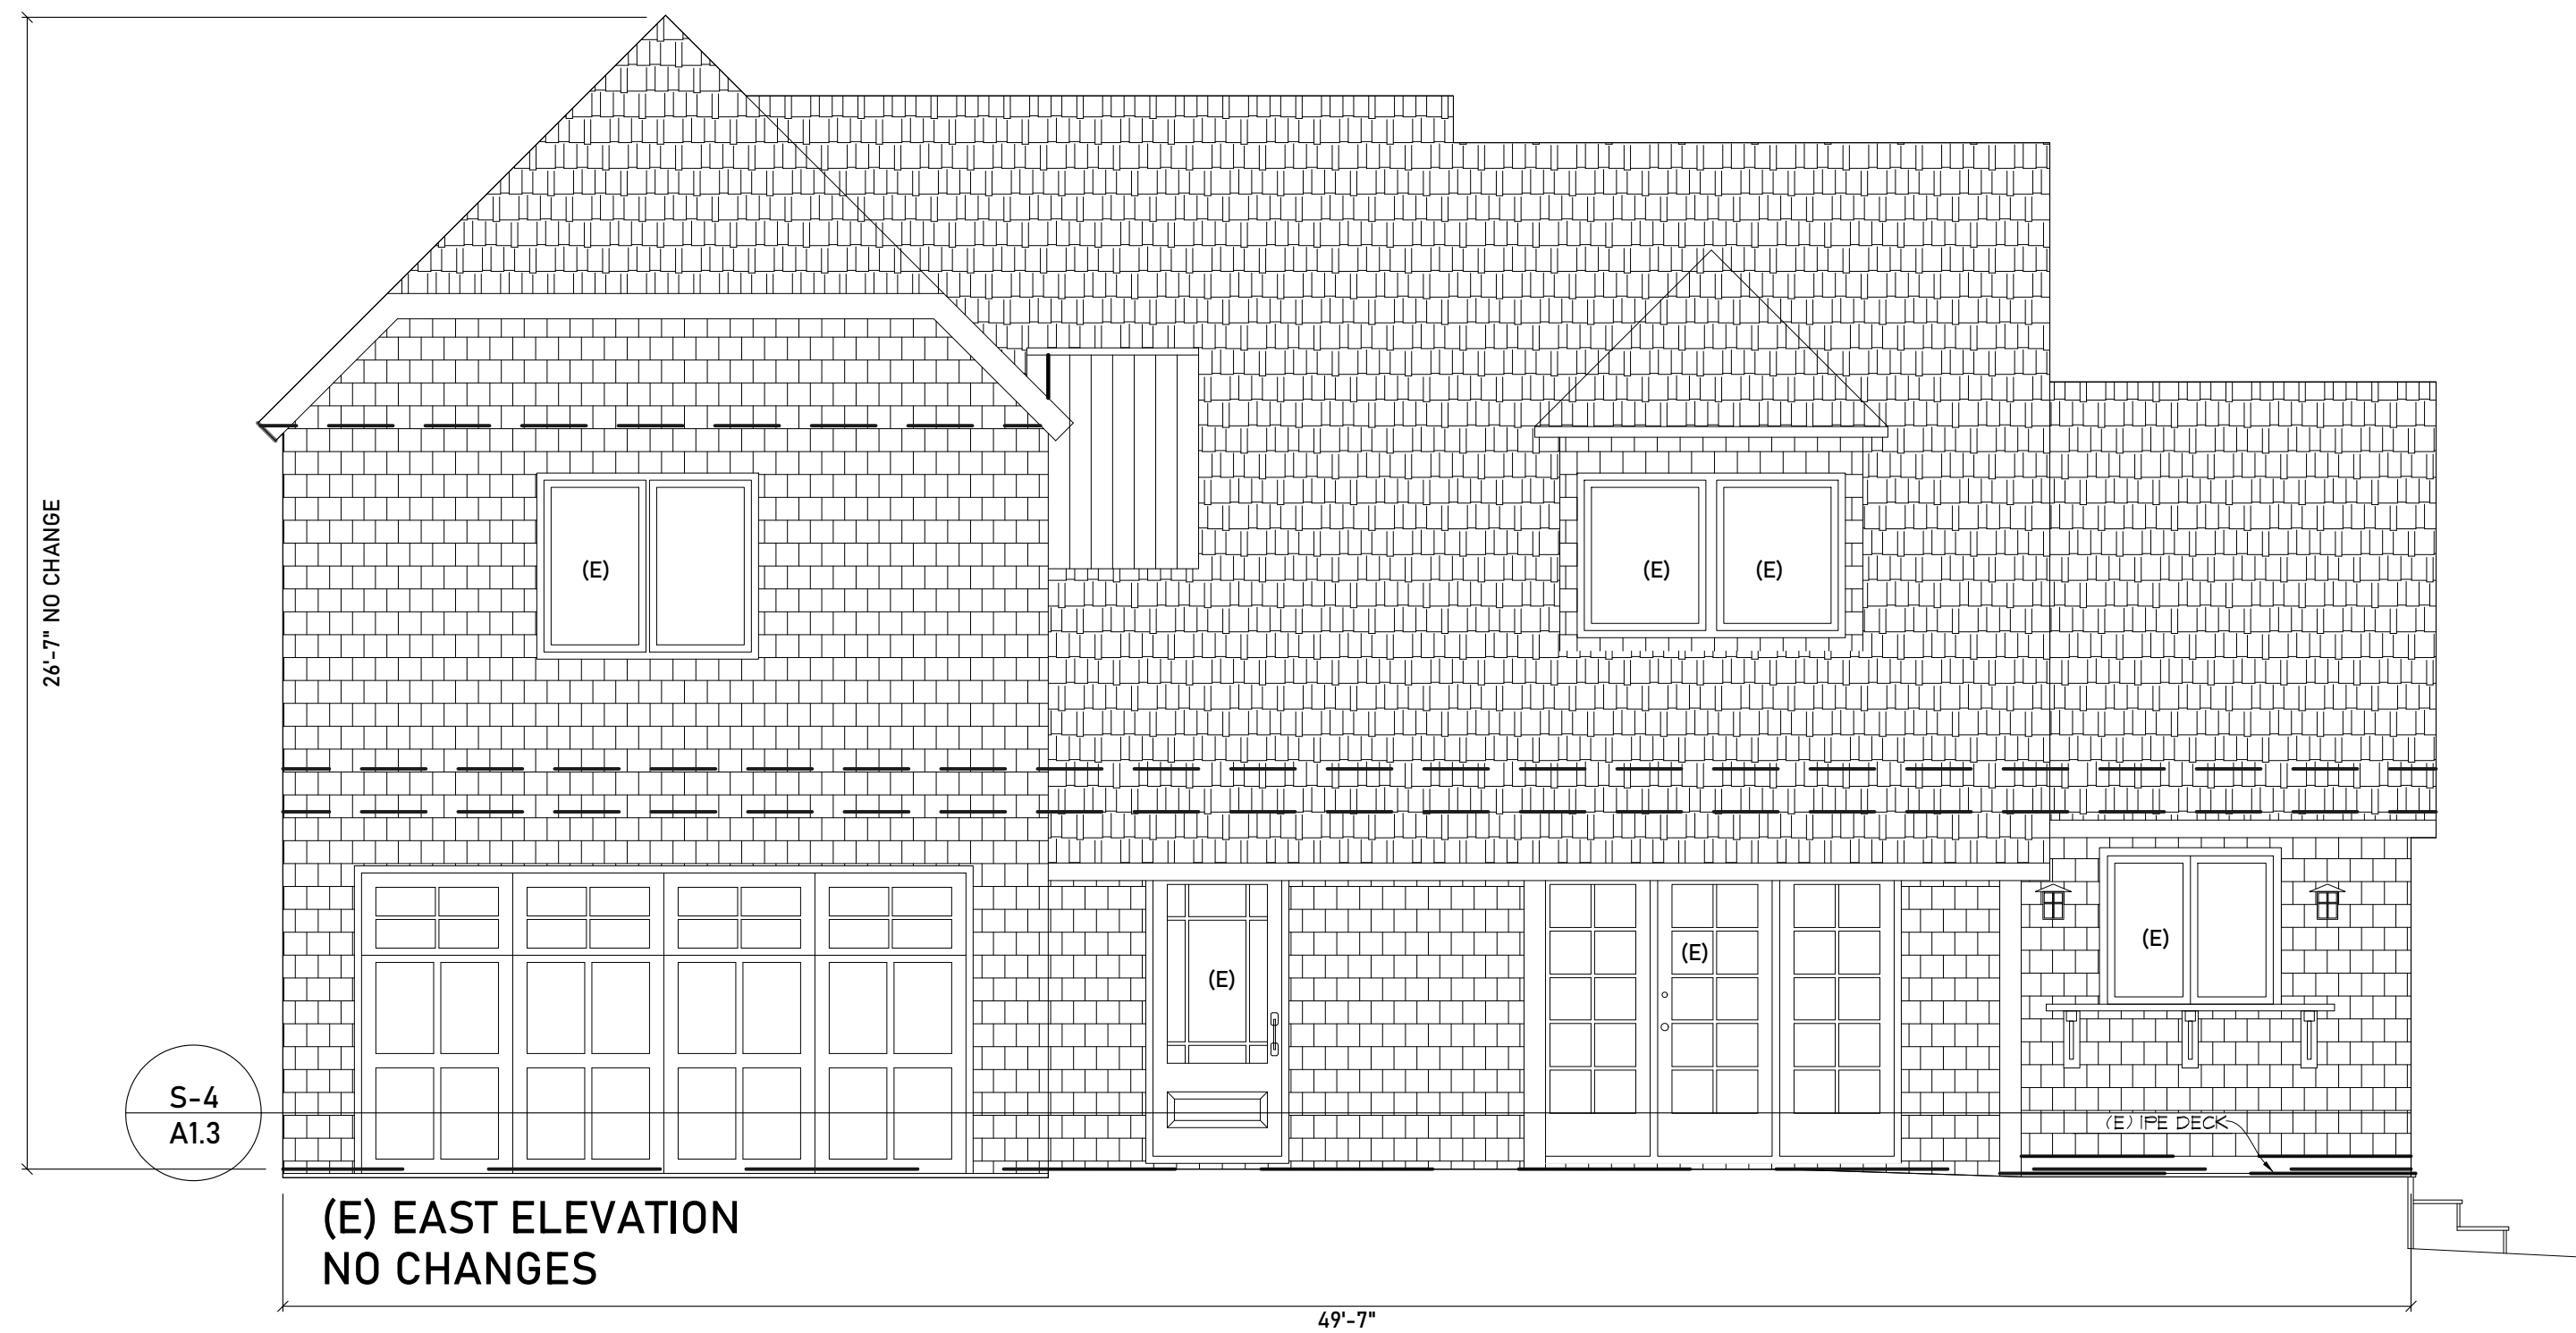 26'-7" NO CHANGE
(E)
(E)
(E)
(E)
(E)
(E)
S-4
A1.3
(E) IPE DECK
(E) EAST ELEVATION
NO CHANGES
49'-7"